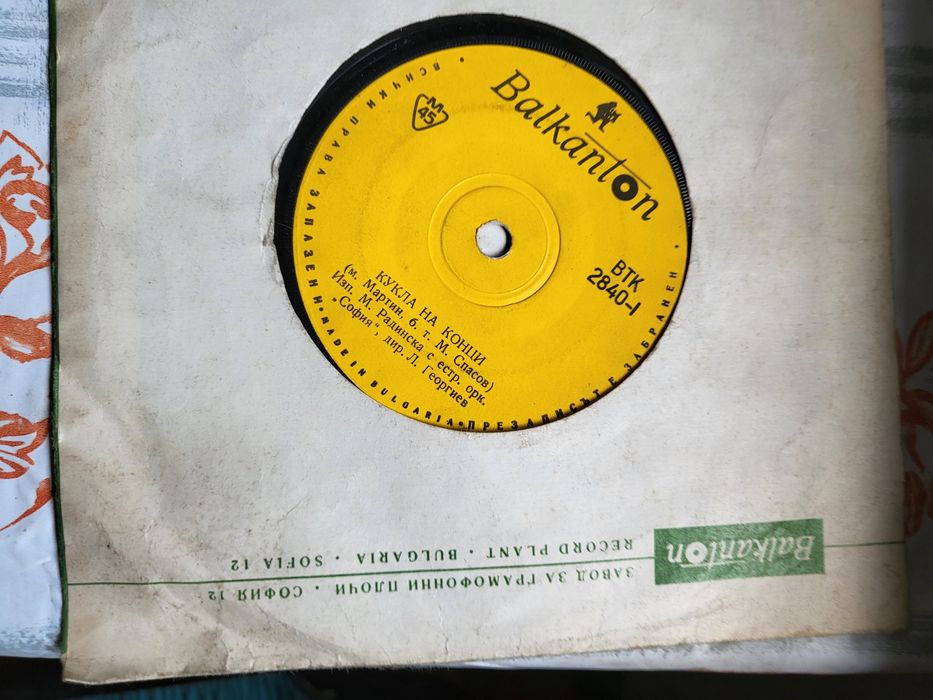 Balkanton
M
45
ВТК
2840-I
КУКЛА НА КОНЦИ
(м. Мартин, б. т. М. Спасов)
Изп. М. Радинска с естр. орк.
„София“, дир. Л. Георгиев
ВСИЧКИ ПРАВА ЗАПАЗЕНИ • MADE IN BULGARIA • ПРЕЗАПИСЪТ Е ЗАБРАНЕН •
Balkanton
ЗАВОД ЗА ГРАМОФОННИ ПЛОЧИ • СОФИЯ 12
RECORD PLANT • BULGARIA • SOFIA 12